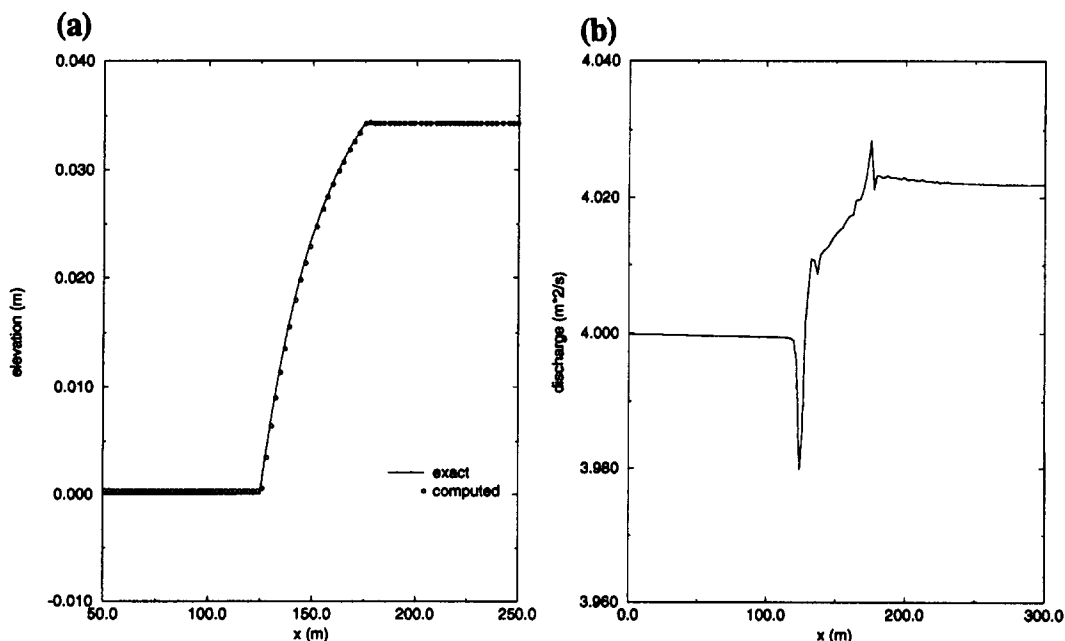 (a)
0.040
0.030
0.020
0.010
0.000
-0.010
elevation (m)
50.0 100.0 150.0 200.0 250.0
x (m)
exact
computed
(b)
4.040
4.020
4.000
3.980
3.960
discharge (m^2/s)
0.0 100.0 200.0 300.0
x (m)